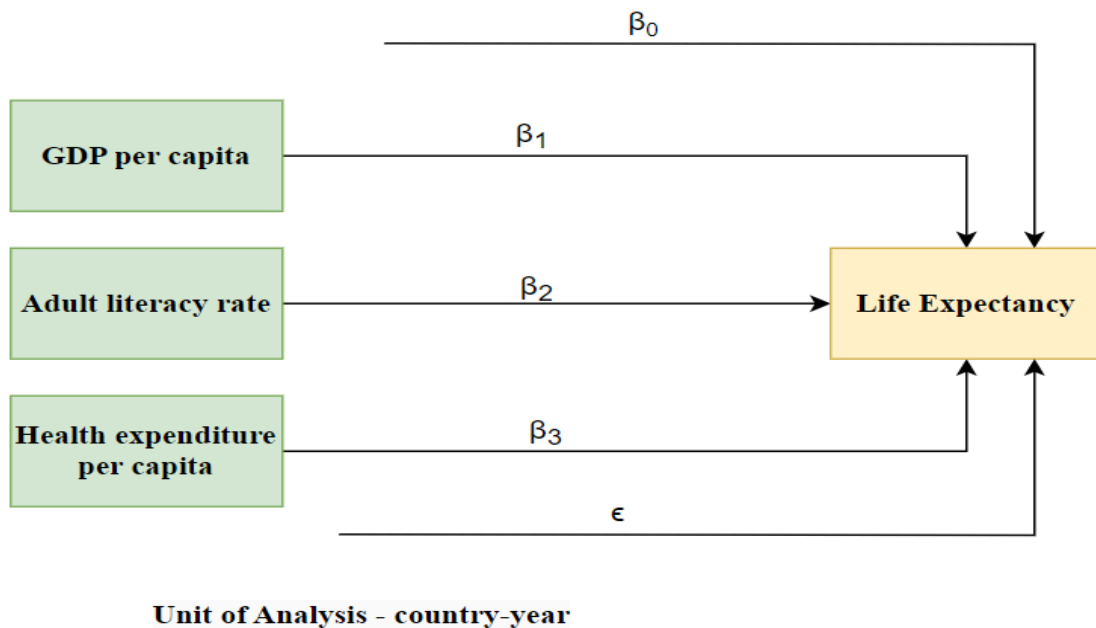 β₀
GDP per capita
β₁
Adult literacy rate
β₂
Life Expectancy
Health expenditure
per capita
β₃
ϵ
Unit of Analysis - country-year